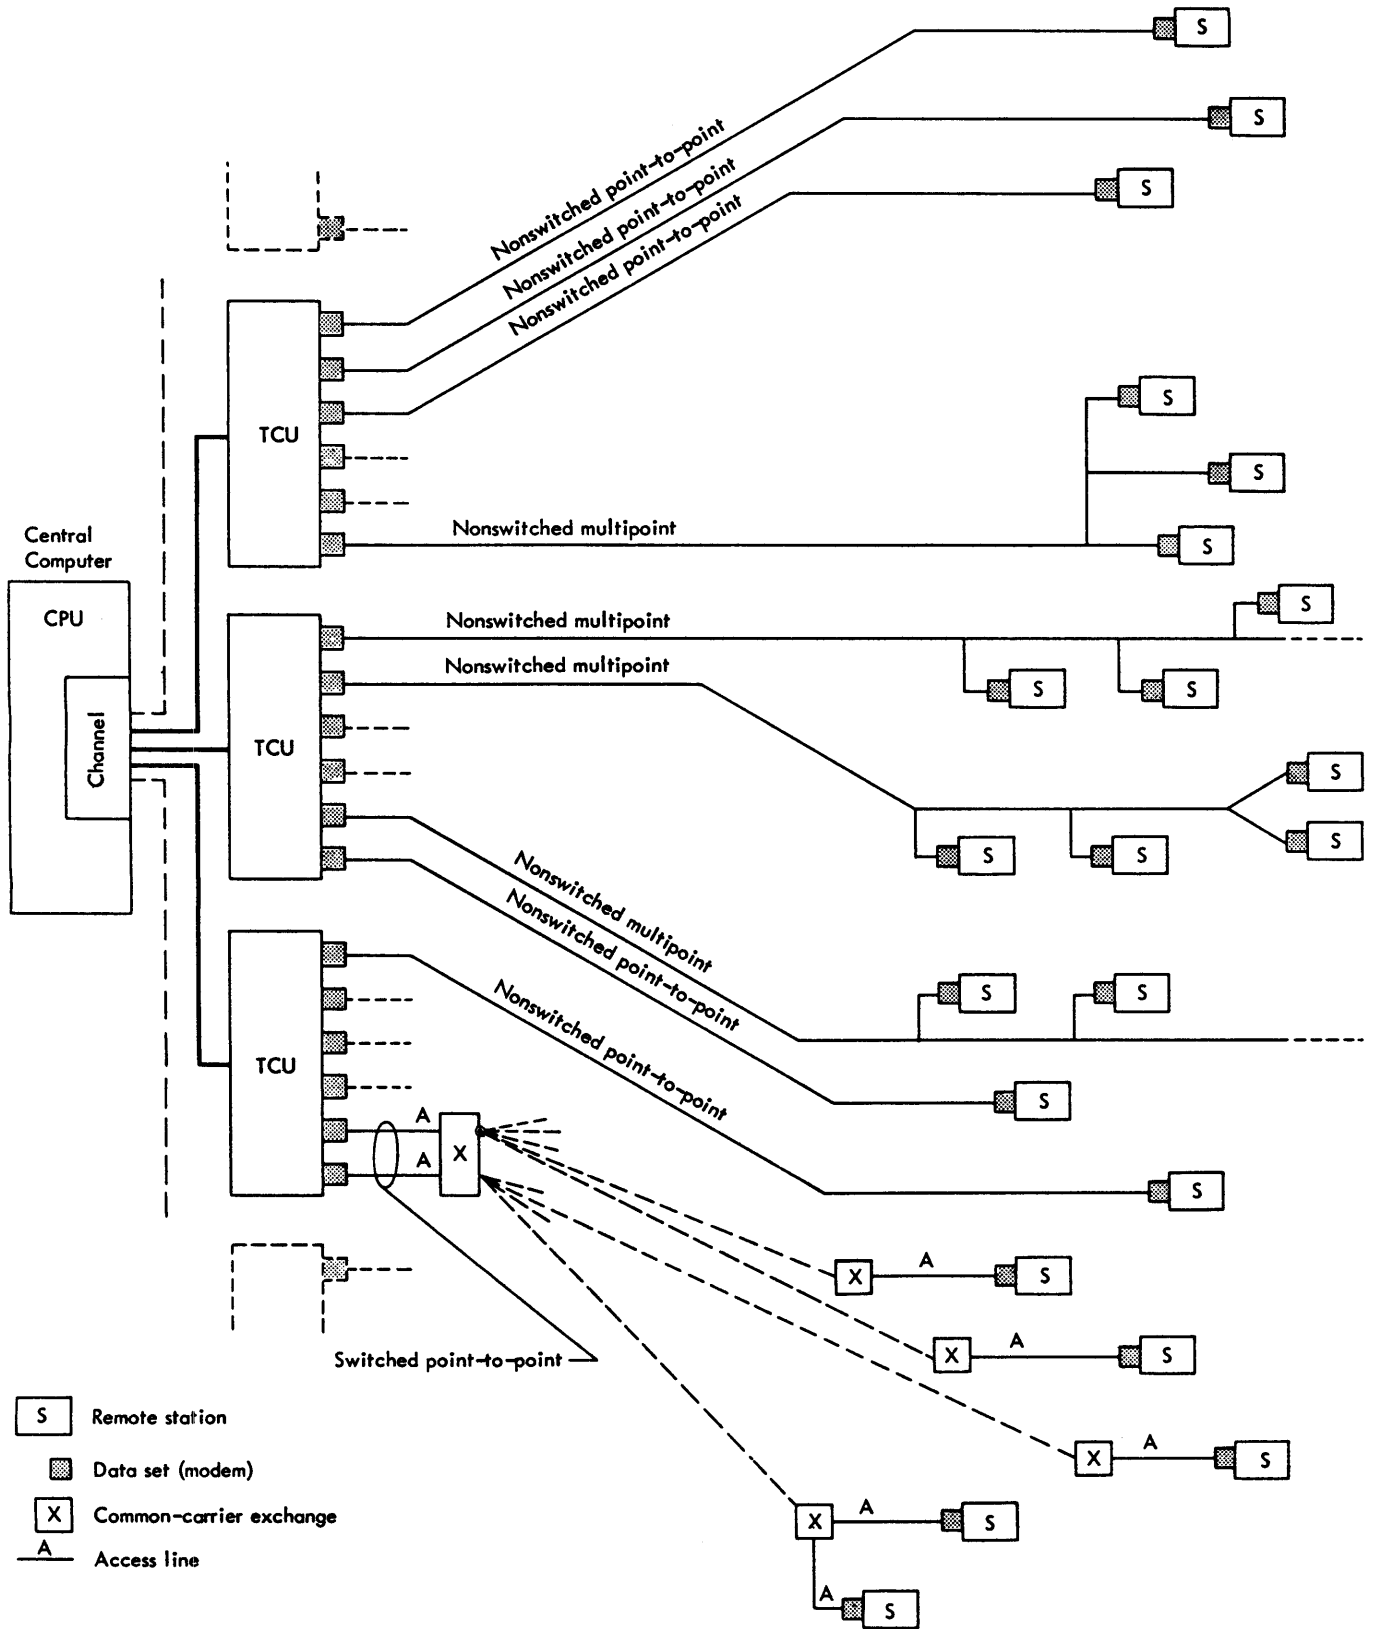 S
S
S
Nonswitched point-to-point
Nonswitched point-to-point
Nonswitched point-to-point
TCU
S
S
S
Nonswitched multipoint
Central
Computer
CPU
Channel
TCU
Nonswitched multipoint
S
S
S
Nonswitched multipoint
S
S
S
S
Nonswitched multipoint
Nonswitched point-to-point
S
S
S
TCU
Nonswitched point-to-point
S
A
A
X
X
A
S
X
A
S
Switched point-to-point
X
A
S
X
A
S
A
S
S
Remote station
Data set (modem)
X
Common-carrier exchange
A
Access line